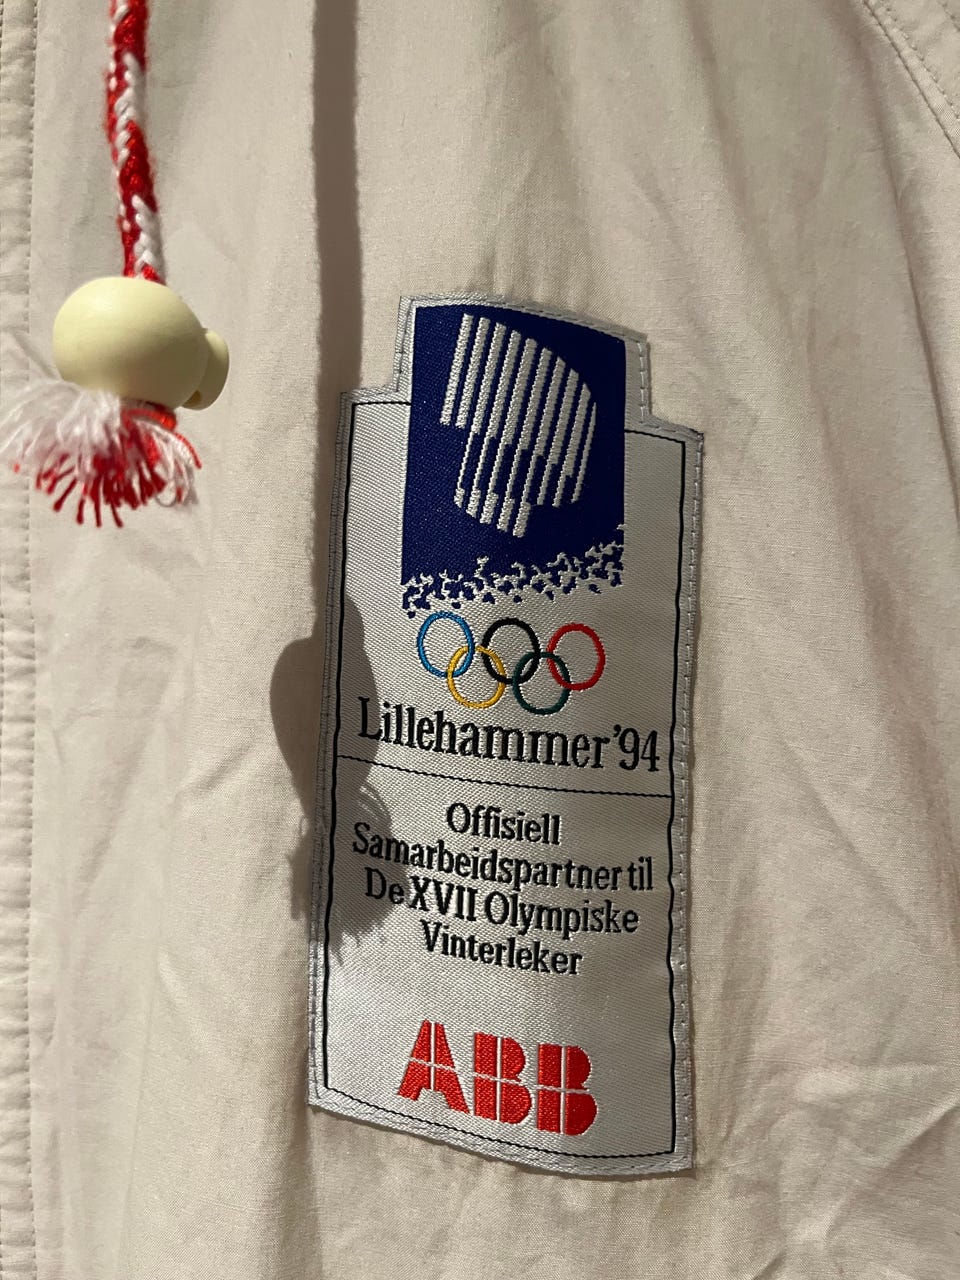 Lillehammer'94
Offisiell
Samarbeidspartner til
De XVII Olympiske
Vinterleker
ABB